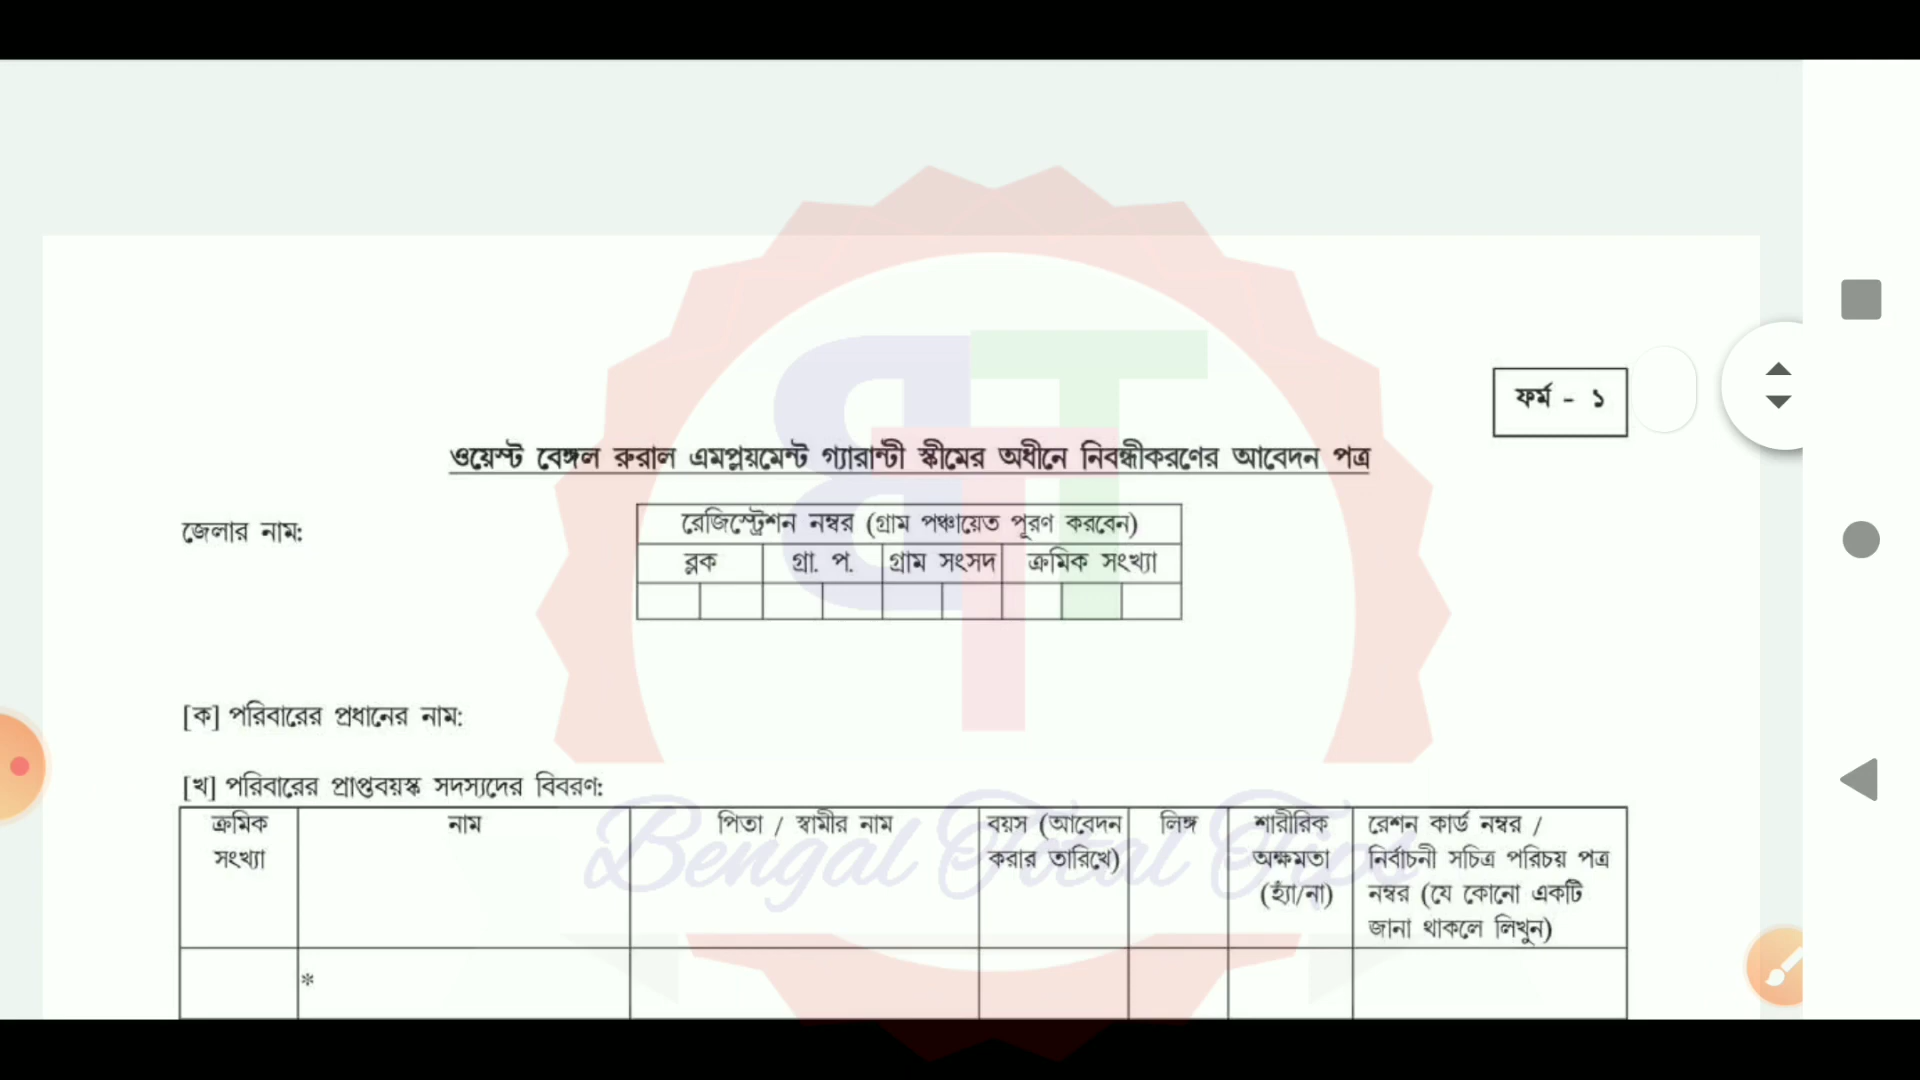 ফর্ম - ১
ওয়েস্ট বেঙ্গল রুরাল এমপ্লয়মেন্ট গ্যারান্টী স্কীমের অধীনে নিবন্ধীকরণের আবেদন পত্র
জেলার নাম:
রেজিস্ট্রেশন নম্বর (গ্রাম পঞ্চায়েত পূরণ করবেন)
ব্লক গ্রা. প. গ্রাম সংসদ ক্রমিক সংখ্যা
[ক] পরিবারের প্রধানের নাম:
[খ] পরিবারের প্রাপ্তবয়স্ক সদস্যদের বিবরণ:
ক্রমিক
সংখ্যা
নাম
পিতা / স্বামীর নাম
বয়স (আবেদন
করার তারিখে)
লিঙ্গ
শারীরিক
অক্ষমতা
(হ্যাঁ/না)
রেশন কার্ড নম্বর /
নির্বাচনী সচিত্র পরিচয় পত্র
নম্বর (যে কোনো একটি
জানা থাকলে লিখুন)
*
BTT
Bengal Total Tips